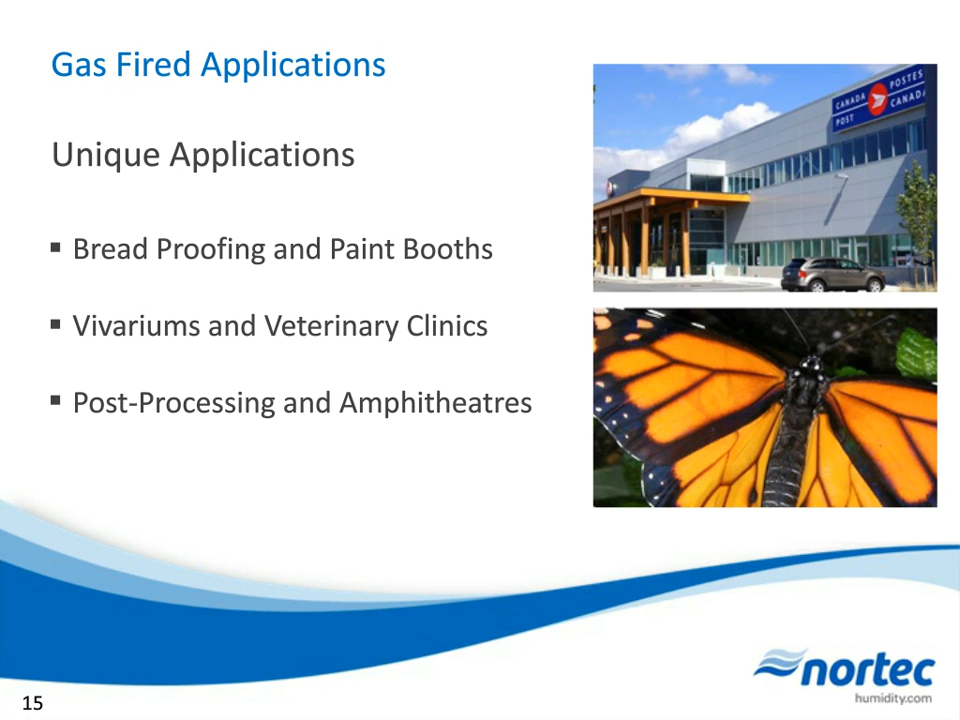 Gas Fired Applications
Unique Applications
▪ Bread Proofing and Paint Booths
▪ Vivariums and Veterinary Clinics
▪ Post-Processing and Amphitheatres
CANADA POSTES
POST CANADA
nortec
humidity.com
15